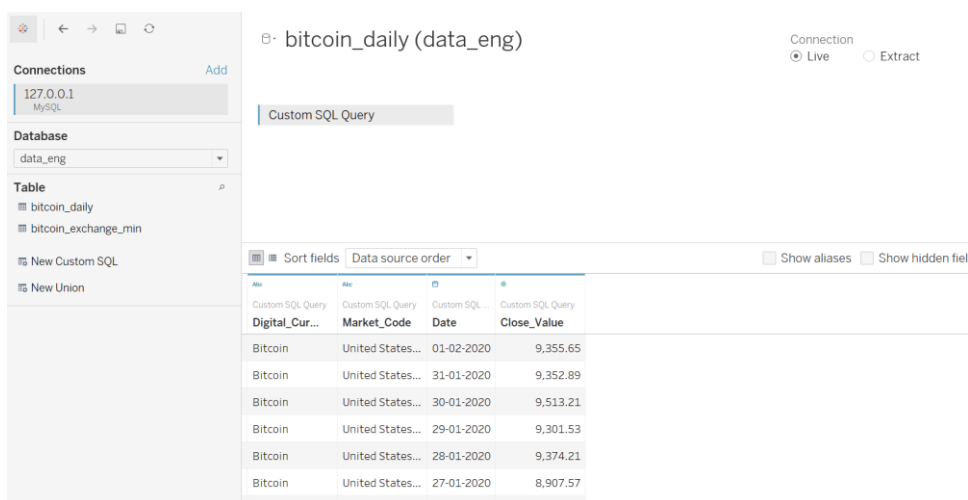 bitcoin_daily (data_eng)
Connection
Live Extract
Connections Add
127.0.0.1
MySQL
Database
data_eng
Table
bitcoin_daily
bitcoin_exchange_min
New Custom SQL
New Union
Custom SQL Query
Sort fields Data source order Show aliases Show hidden fiel
Abc Abc
Custom SQL Query Custom SQL Query Custom SQL ... Custom SQL Query
Digital_Cur... Market_Code Date Close_Value
Bitcoin United States... 01-02-2020 9,355.65
Bitcoin United States... 31-01-2020 9,352.89
Bitcoin United States... 30-01-2020 9,513.21
Bitcoin United States... 29-01-2020 9,301.53
Bitcoin United States... 28-01-2020 9,374.21
Bitcoin United States... 27-01-2020 8,907.57